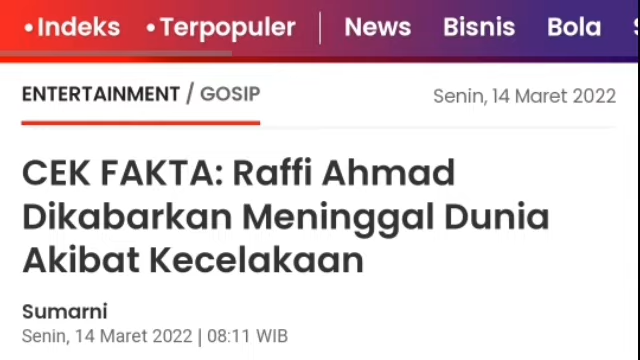 •Indeks •Terpopuler | News Bisnis Bola
ENTERTAINMENT / GOSIP Senin, 14 Maret 2022
CEK FAKTA: Raffi Ahmad
Dikabarkan Meninggal Dunia
Akibat Kecelakaan
Sumarni
Senin, 14 Maret 2022 | 08:11 WIB